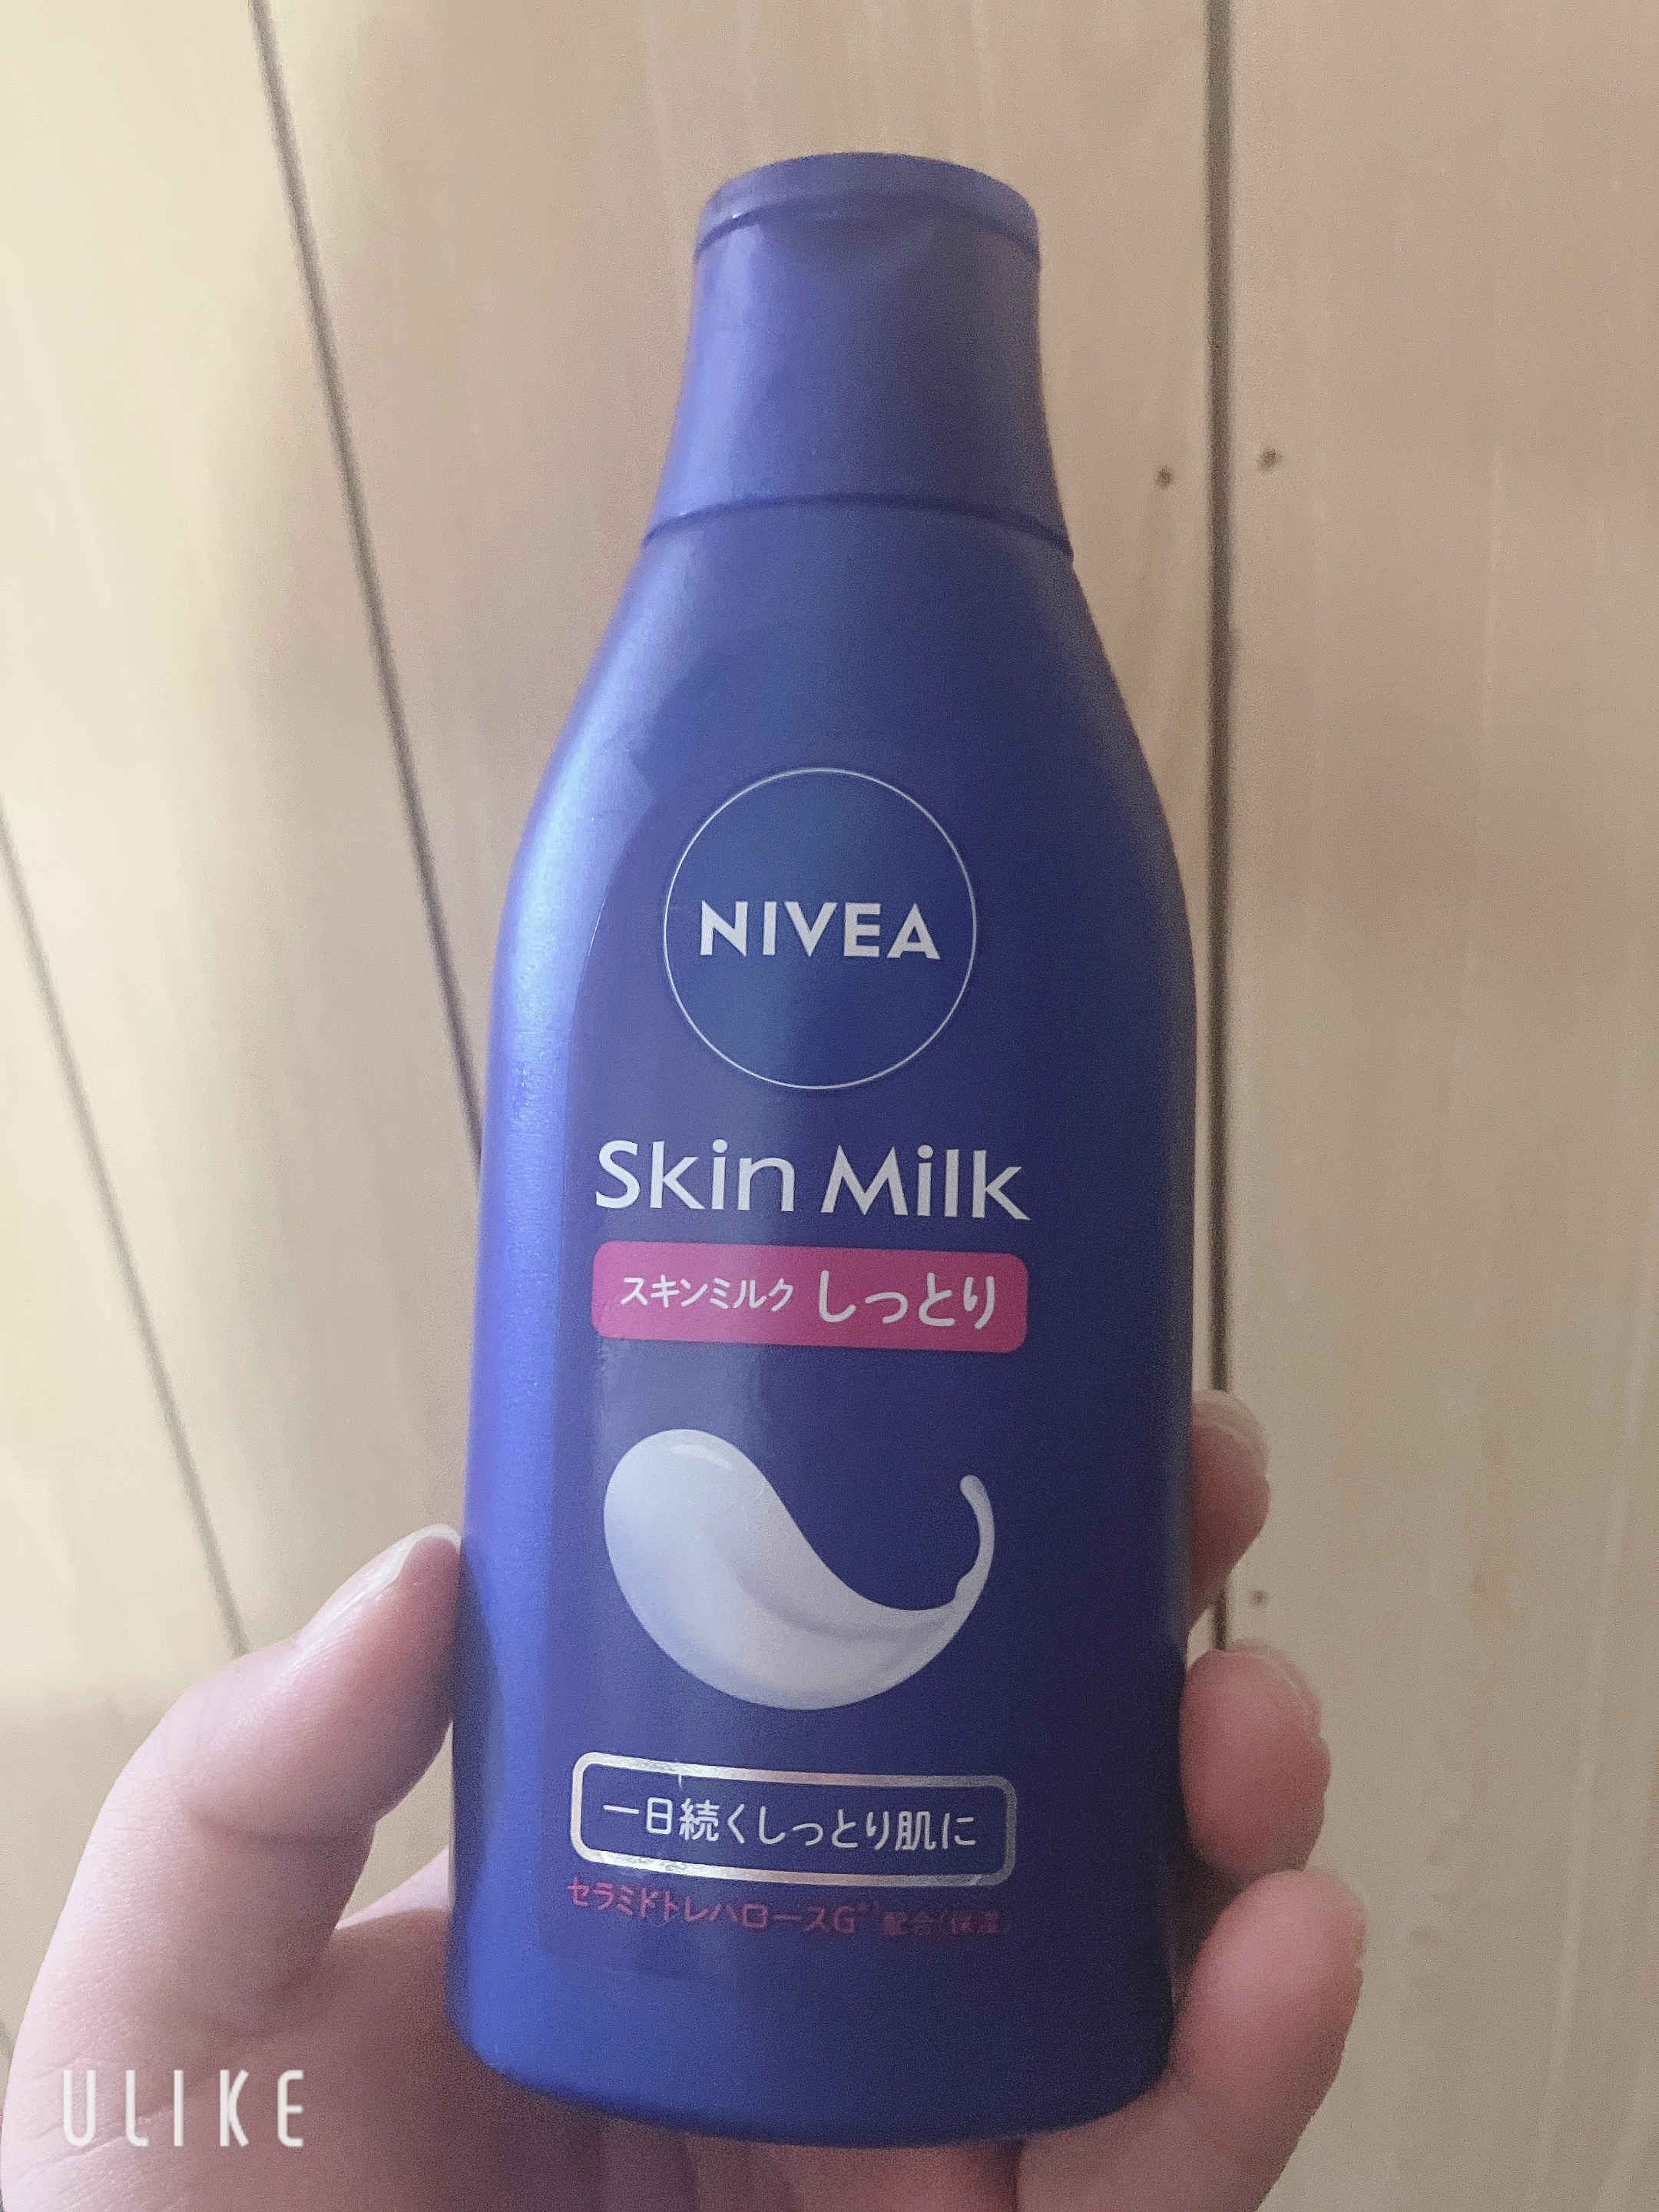 NIVEA
Skin Milk
スキンミルク しっとり
一日続くしっとり肌に
セラミドトレハロースG*¹配合(保湿)
ULIKE